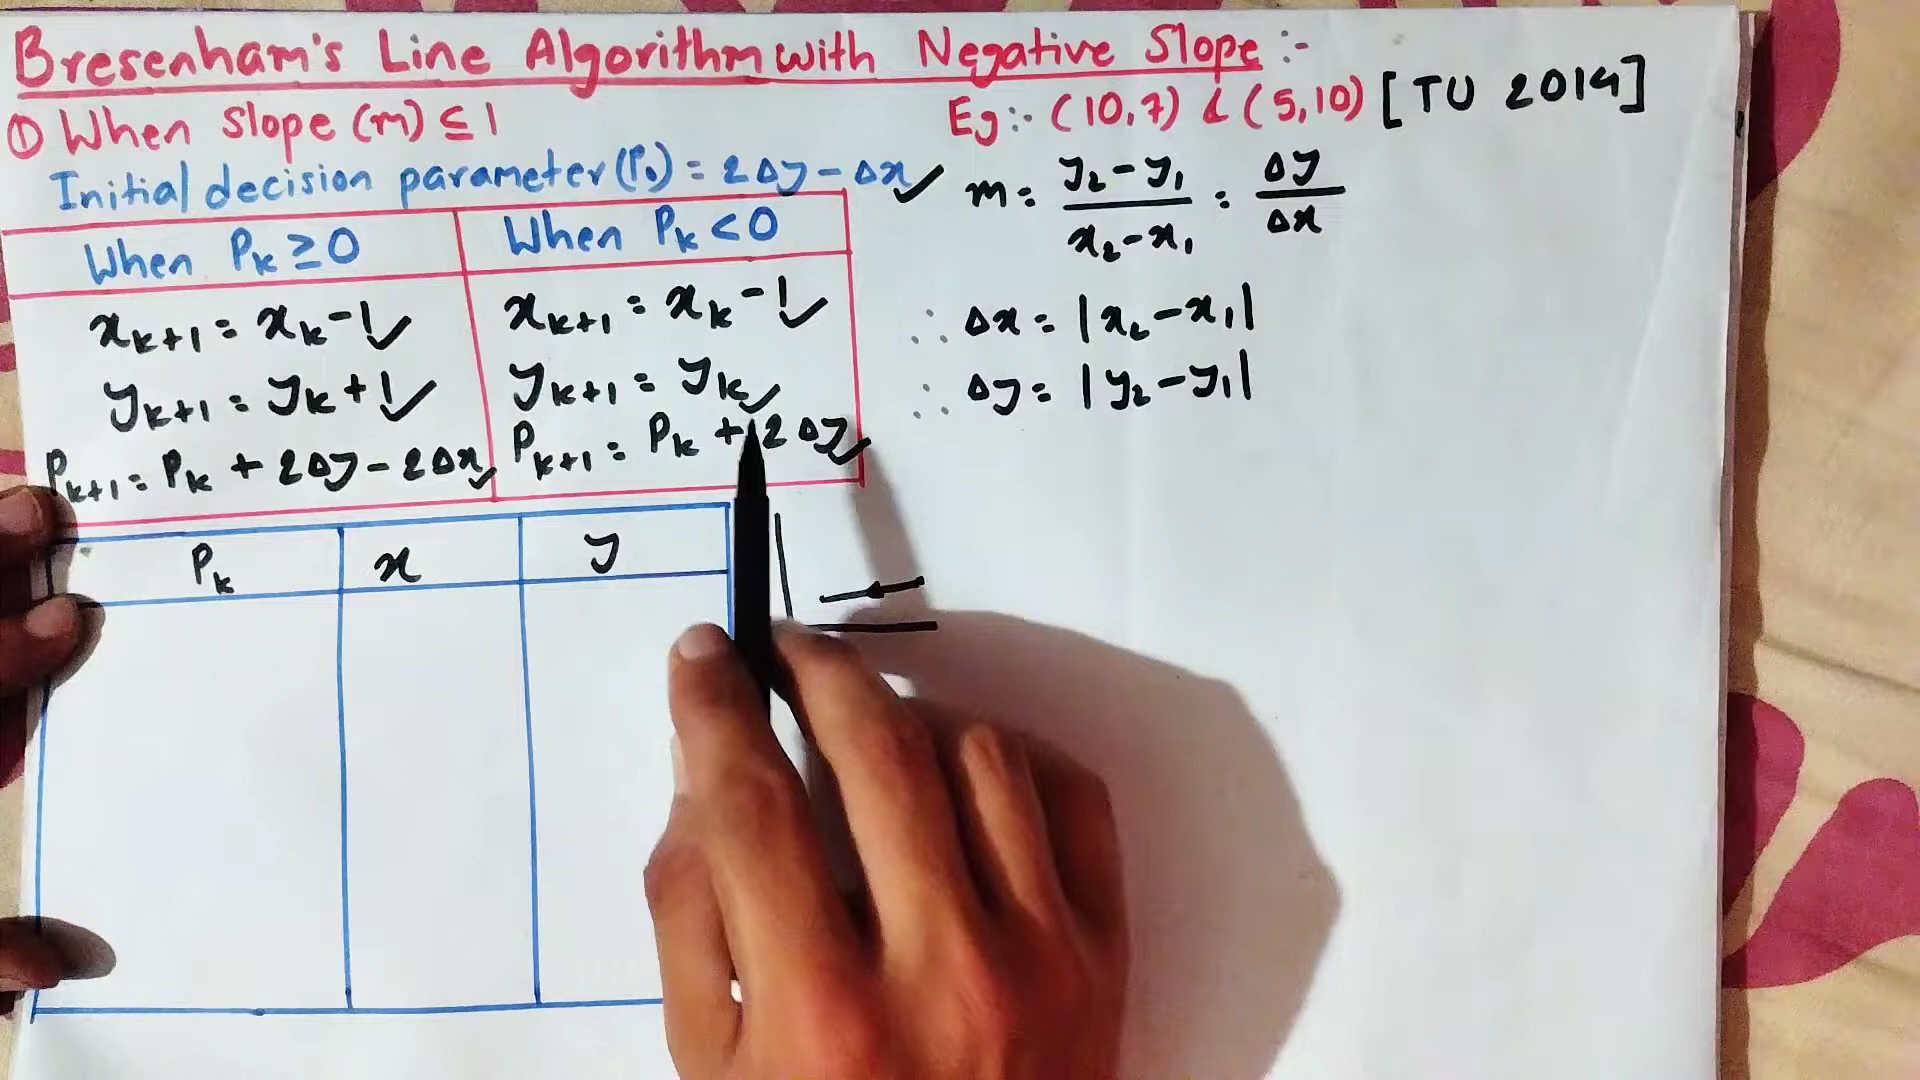 Bresenham's Line Algorithm with Negative Slope :-
① When Slope (m) ≤ 1
Eg:- (10,7) & (5,10) [TU 2014]
Initial decision parameter (P₀) = 2Δy - Δx ✓
m = y₂ - y₁ / x₂ - x₁ = Δy / Δx
When Pk ≥ 0
xk+1 = xk - 1 ✓
yk+1 = yk + 1 ✓
Pk+1 = Pk + 2Δy - 2Δx ✓
When Pk < 0
xk+1 = xk - 1 ✓
yk+1 = yk ✓
Pk+1 = Pk + 2Δy ✓
∴ Δx = |x₂ - x₁|
∴ Δy = |y₂ - y₁|
Pk x y